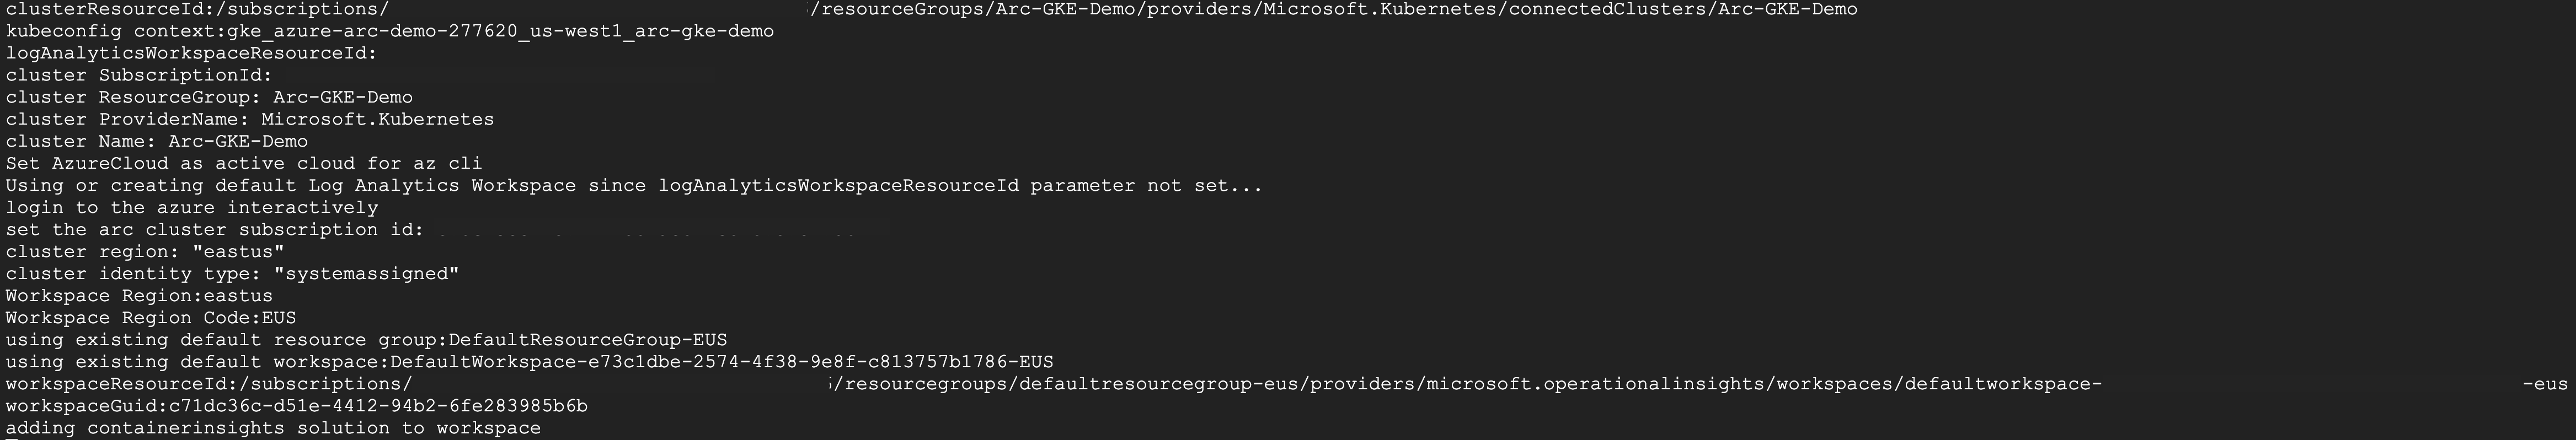 clusterResourceId:/subscriptions/ /resourceGroups/Arc-GKE-Demo/providers/Microsoft.Kubernetes/connectedClusters/Arc-GKE-Demo
kubeconfig context:gke_azure-arc-demo-277620_us-west1_arc-gke-demo
logAnalyticsWorkspaceResourceId:
cluster SubscriptionId:
cluster ResourceGroup: Arc-GKE-Demo
cluster ProviderName: Microsoft.Kubernetes
cluster Name: Arc-GKE-Demo
Set AzureCloud as active cloud for az cli
Using or creating default Log Analytics Workspace since logAnalyticsWorkspaceResourceId parameter not set...
login to the azure interactively
set the arc cluster subscription id:
cluster region: "eastus"
cluster identity type: "systemassigned"
Workspace Region:eastus
Workspace Region Code:EUS
using existing default resource group:DefaultResourceGroup-EUS
using existing default workspace:DefaultWorkspace-e73c1dbe-2574-4f38-9e8f-c813757b1786-EUS
workspaceResourceId:/subscriptions/ /resourcegroups/defaultresourcegroup-eus/providers/microsoft.operationalinsights/workspaces/defaultworkspace- -eus
workspaceGuid:c71dc36c-d51e-4412-94b2-6fe283985b6b
adding containerinsights solution to workspace